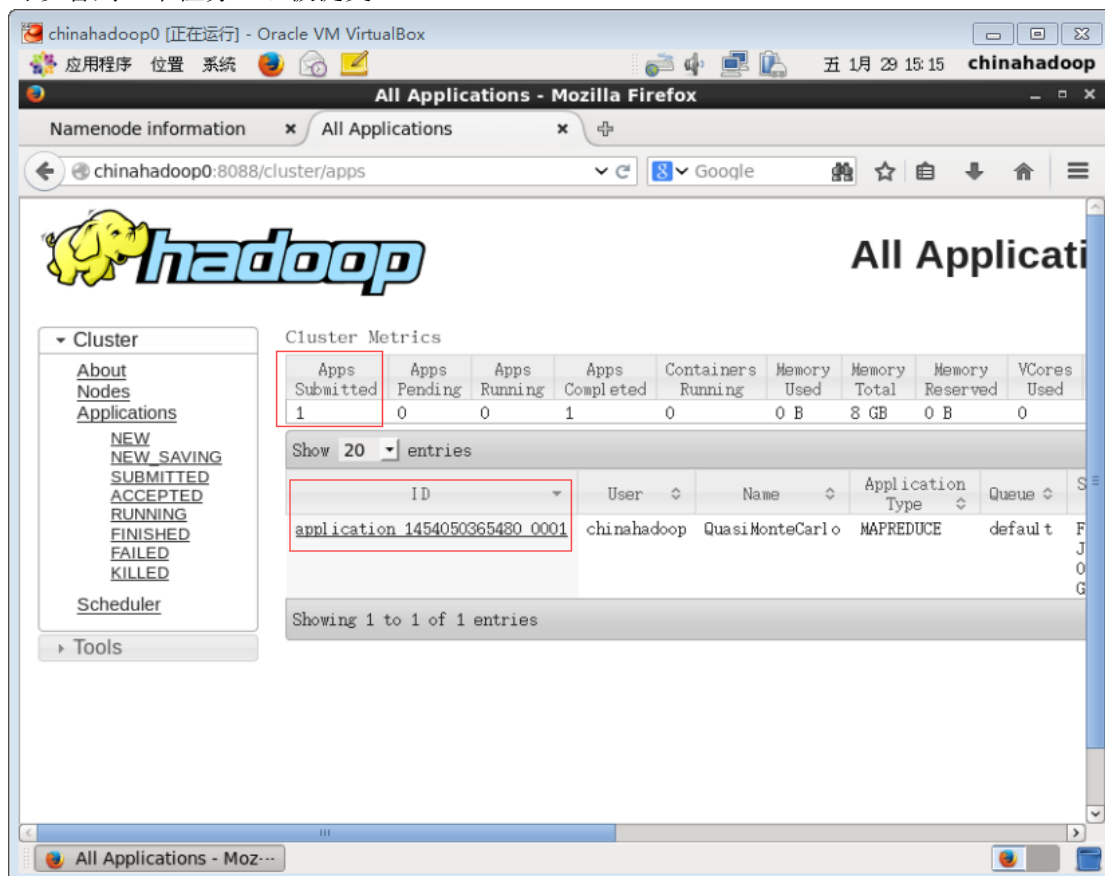 chinahadoop0 [正在运行] - Oracle VM VirtualBox
应用程序 位置 系统 五 1月 29 15:15 chinahadoop
All Applications - Mozilla Firefox
Namenode information All Applications
chinahadoop0:8088/cluster/apps Google
hadoop All Applicati
Cluster
About
Nodes
Applications
NEW
NEW_SAVING
SUBMITTED
ACCEPTED
RUNNING
FINISHED
FAILED
KILLED
Scheduler
Tools
Cluster Metrics
Apps Submitted Apps Pending Apps Running Apps Completed Containers Running Memory Used Memory Total Memory Reserved VCores Used
1 0 0 1 0 0 B 8 GB 0 B 0
Show 20 entries
ID User Name Application Type Queue S
application_1454050365480_0001 chinahadoop QuasiMonteCarlo MAPREDUCE default F
J
O
G
Showing 1 to 1 of 1 entries
All Applications - Moz...